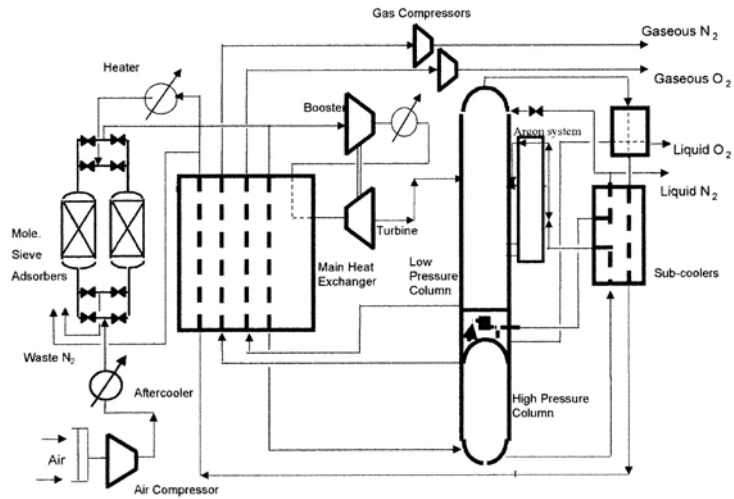 Gas Compressors
Gaseous N2
Gaseous O2
Heater
Booster
Argon system
Liquid O2
Liquid N2
Turbine
Mole.
Sieve
Adsorbers
Main Heat
Exchanger
Low
Pressure
Column
Sub-coolers
Waste N2
Aftercooler
High Pressure
Column
Air
Air Compressor